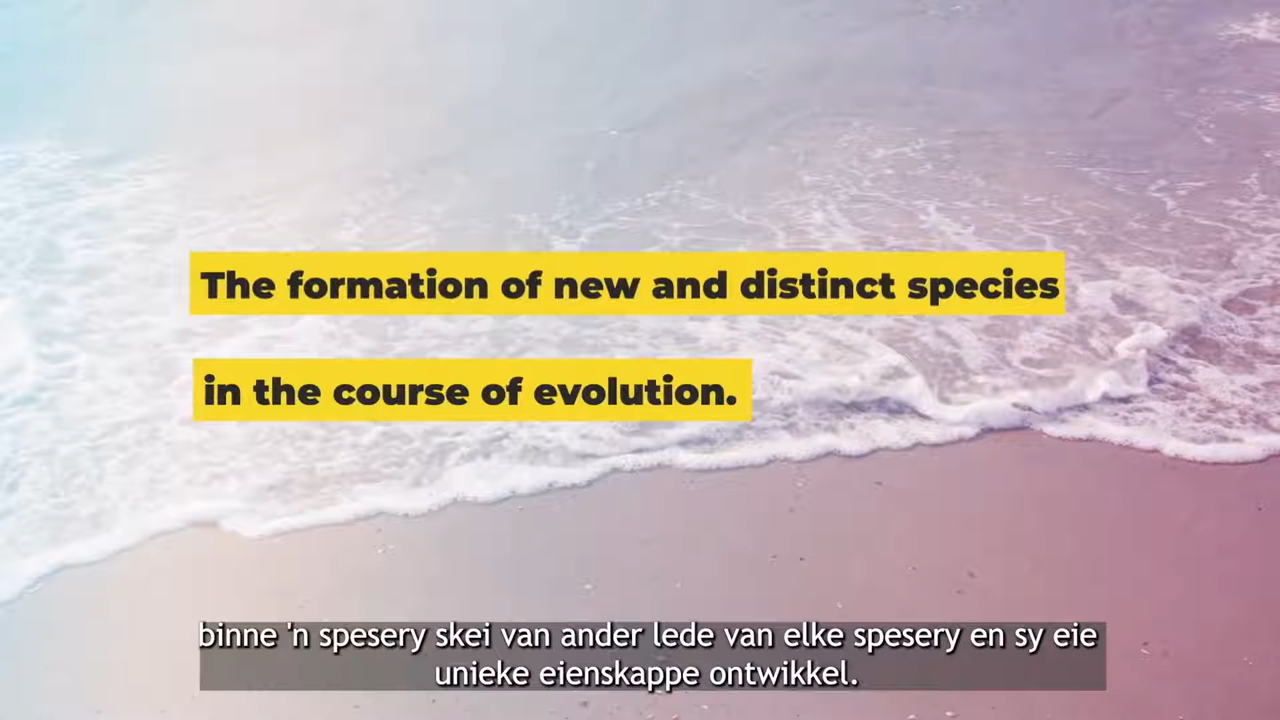 The formation of new and distinct species
in the course of evolution.
binne 'n spesery skei van ander lede van elke spesery en sy eie
unieke eienskappe ontwikkel.